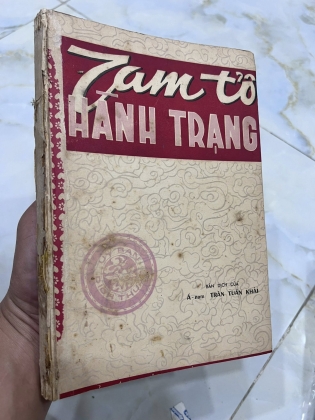 Tam tổ
HÀNH TRẠNG
BẢN DỊCH CỦA
Á-nam TRẦN TUẤN KHẢI